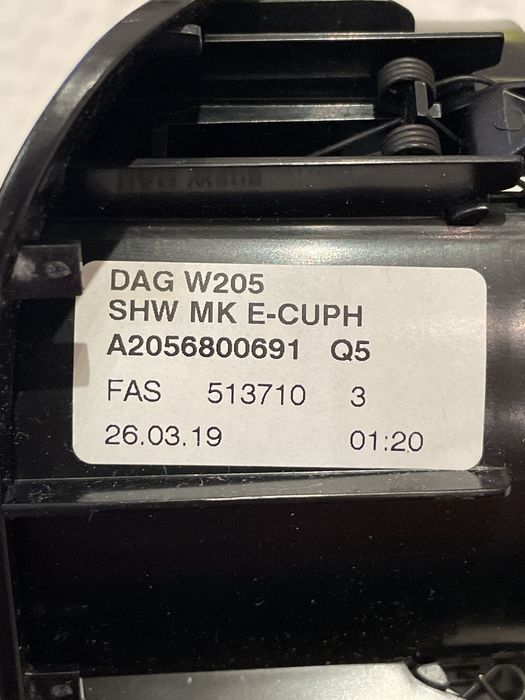 DAG W205
SHW MK E-CUPH
A2056800691 Q5
FAS 513710 3
26.03.19 01:20